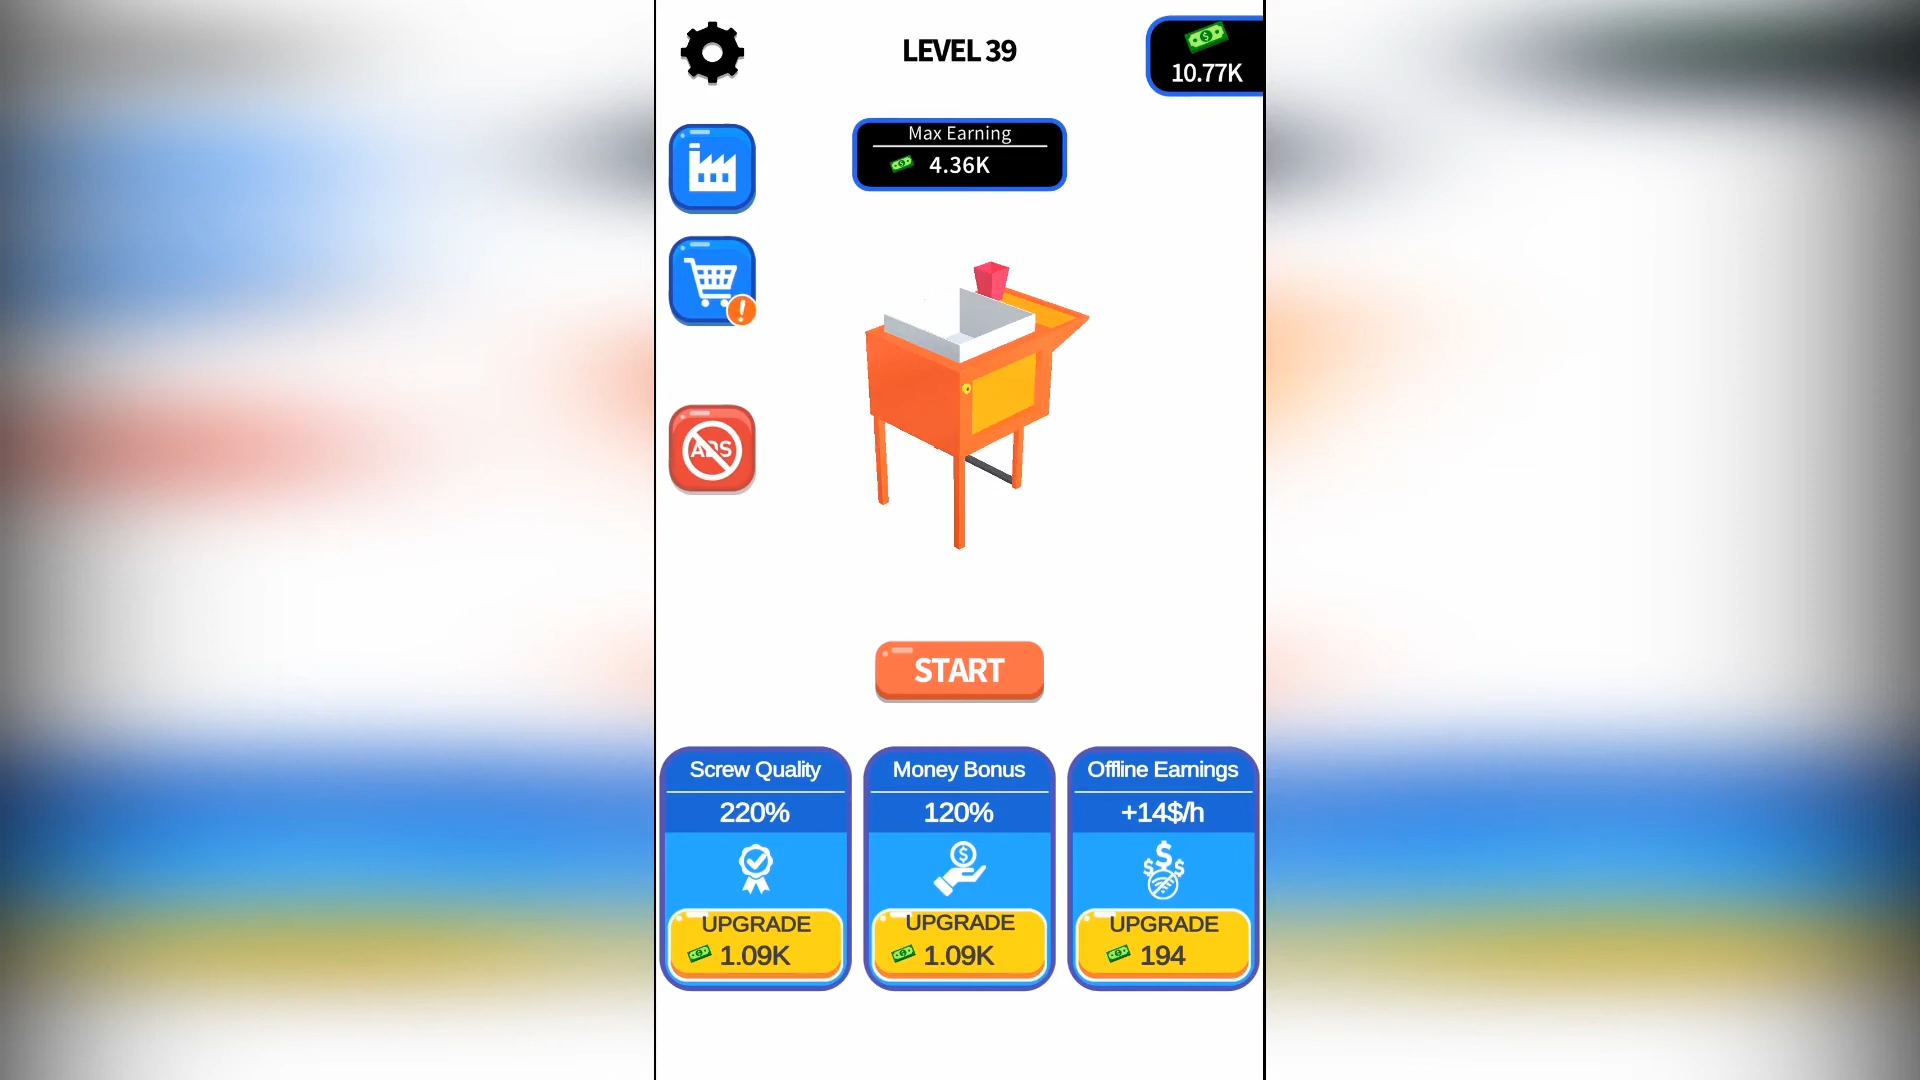 LEVEL 39
10.77K
Max Earning
4.36K
ADS
START
Screw Quality
220%
UPGRADE
1.09K
Money Bonus
120%
UPGRADE
1.09K
Offline Earnings
+14$/h
UPGRADE
194